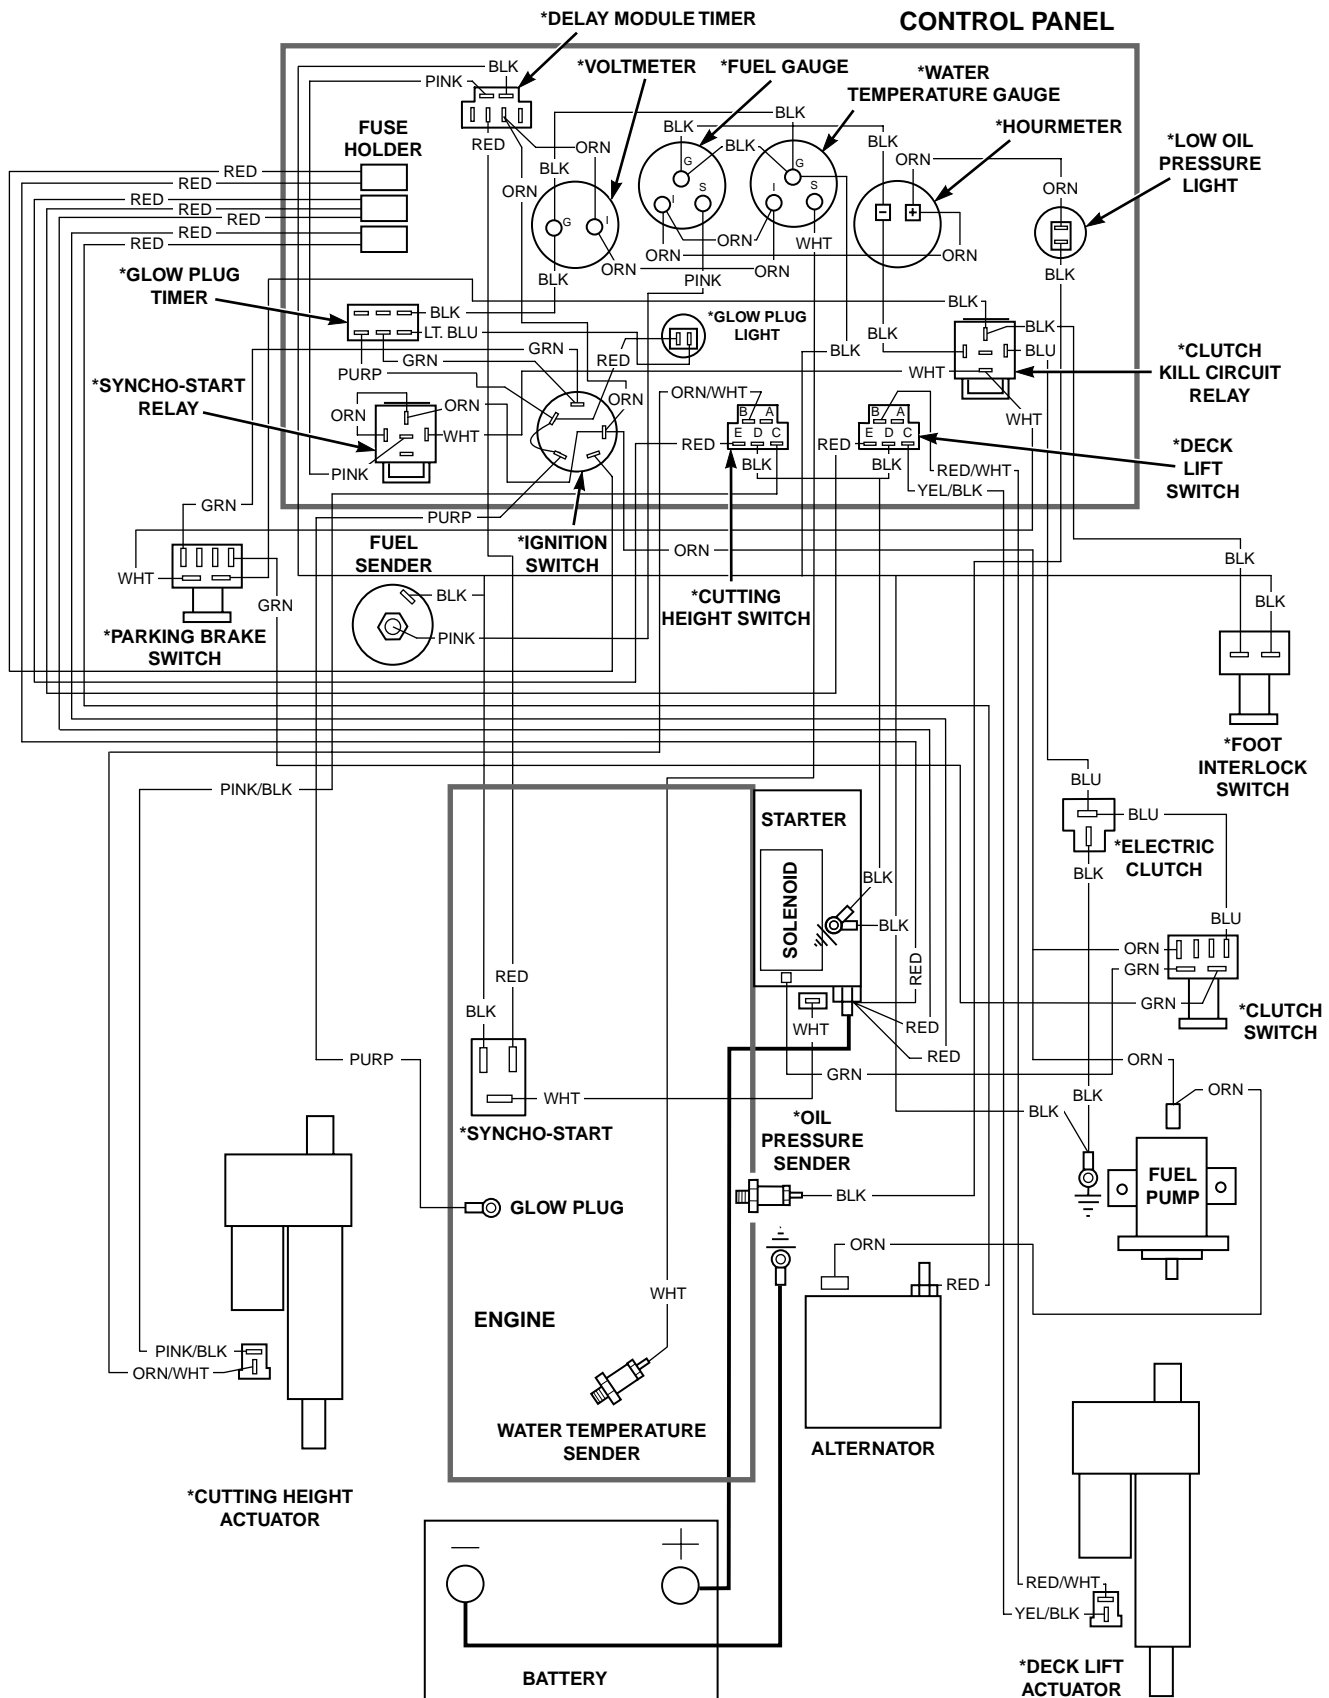 *DELAY MODULE TIMER
CONTROL PANEL
BLK
PINK
*VOLTMETER
*FUEL GAUGE
*WATER
TEMPERATURE GAUGE
BLK
BLK
BLK
*HOURMETER
FUSE
HOLDER
RED
ORN
BLK
ORN
*LOW OIL
PRESSURE
LIGHT
RED
RED
RED
RED
RED
RED
RED
BLK
ORN
G
S
I
G
S
I
ORN
G
I
− +
ORN
WHT
ORN
ORN
ORN
ORN
BLK
PINK
BLK
*GLOW PLUG
TIMER
BLK
LT. BLU
*GLOW PLUG
LIGHT
BLK
BLK
BLU
GRN
GRN
RED
BLK
BLK
WHT
*CLUTCH
KILL CIRCUIT
RELAY
PURP
*SYNCHO-START
RELAY
ORN
ORN
ORN
ORN/WHT
WHT
B A
E D C
B A
E D C
WHT
RED
RED
BLK
BLK
PINK
RED/WHT
YEL/BLK
*DECK
LIFT
SWITCH
GRN
PURP
FUEL
SENDER
*IGNITION
SWITCH
ORN
BLK
WHT
GRN
BLK
PINK
*CUTTING
HEIGHT SWITCH
BLK
*PARKING BRAKE
SWITCH
*FOOT
INTERLOCK
SWITCH
PINK/BLK
BLU
STARTER
SOLENOID
BLU
*ELECTRIC
CLUTCH
BLK
BLK
BLK
BLU
ORN
GRN
RED
RED
BLK
GRN
*CLUTCH
SWITCH
WHT
RED
RED
PURP
GRN
ORN
ORN
WHT
BLK
BLK
*SYNCHO-START
*OIL
PRESSURE
SENDER
FUEL
PUMP
BLK
GLOW PLUG
ORN
RED
WHT
ENGINE
PINK/BLK
ORN/WHT
WATER TEMPERATURE
SENDER
ALTERNATOR
*CUTTING HEIGHT
ACTUATOR
− +
RED/WHT
YEL/BLK
BATTERY
*DECK LIFT
ACTUATOR